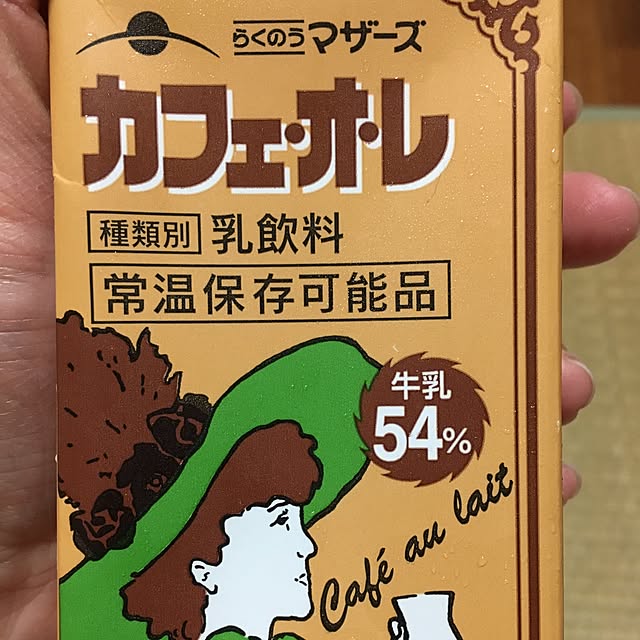 らくのうマザーズ
カフェ・オ・レ
種類別 乳飲料
常温保存可能品
牛乳
54%
Café au lait